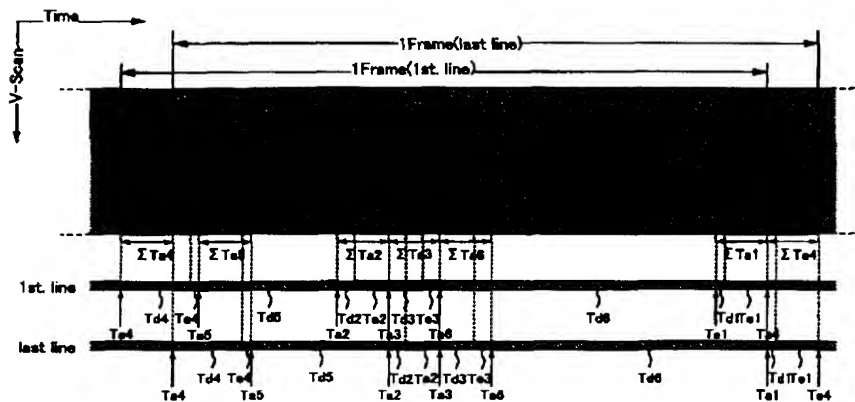 Time
V-Scan
1Frame(last line)
1Frame(1st. line)
ΣTa4 ΣTa5 ΣTa2 ΣTa3 ΣTa6 ΣTa1 ΣTa4
1st. line
Td4 Te4 Td5 Td2 Te2 Td3 Te3 Td6 Td1 Te1
Ta4 Ta5 Ta2 Ta3 Ta6 Ta1 Ta4
last line
Td4 Te4 Td5 Td2 Te2 Td3 Te3 Td6 Td1 Te1
Ta4 Ta5 Ta2 Ta3 Ta6 Ta1 Ta4